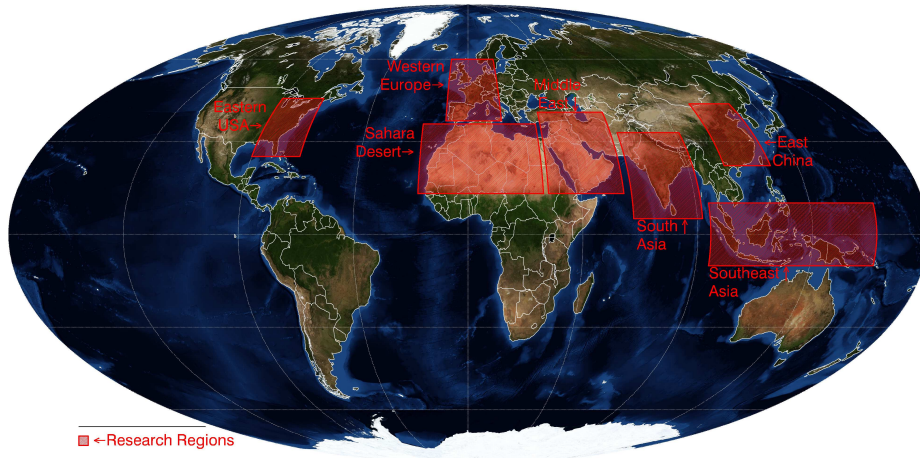 Western
Europe→
Middle
East
Eastern
USA→
Sahara
Desert→
←East
China
South↑
Asia
Southeast↑
Asia
←Research Regions